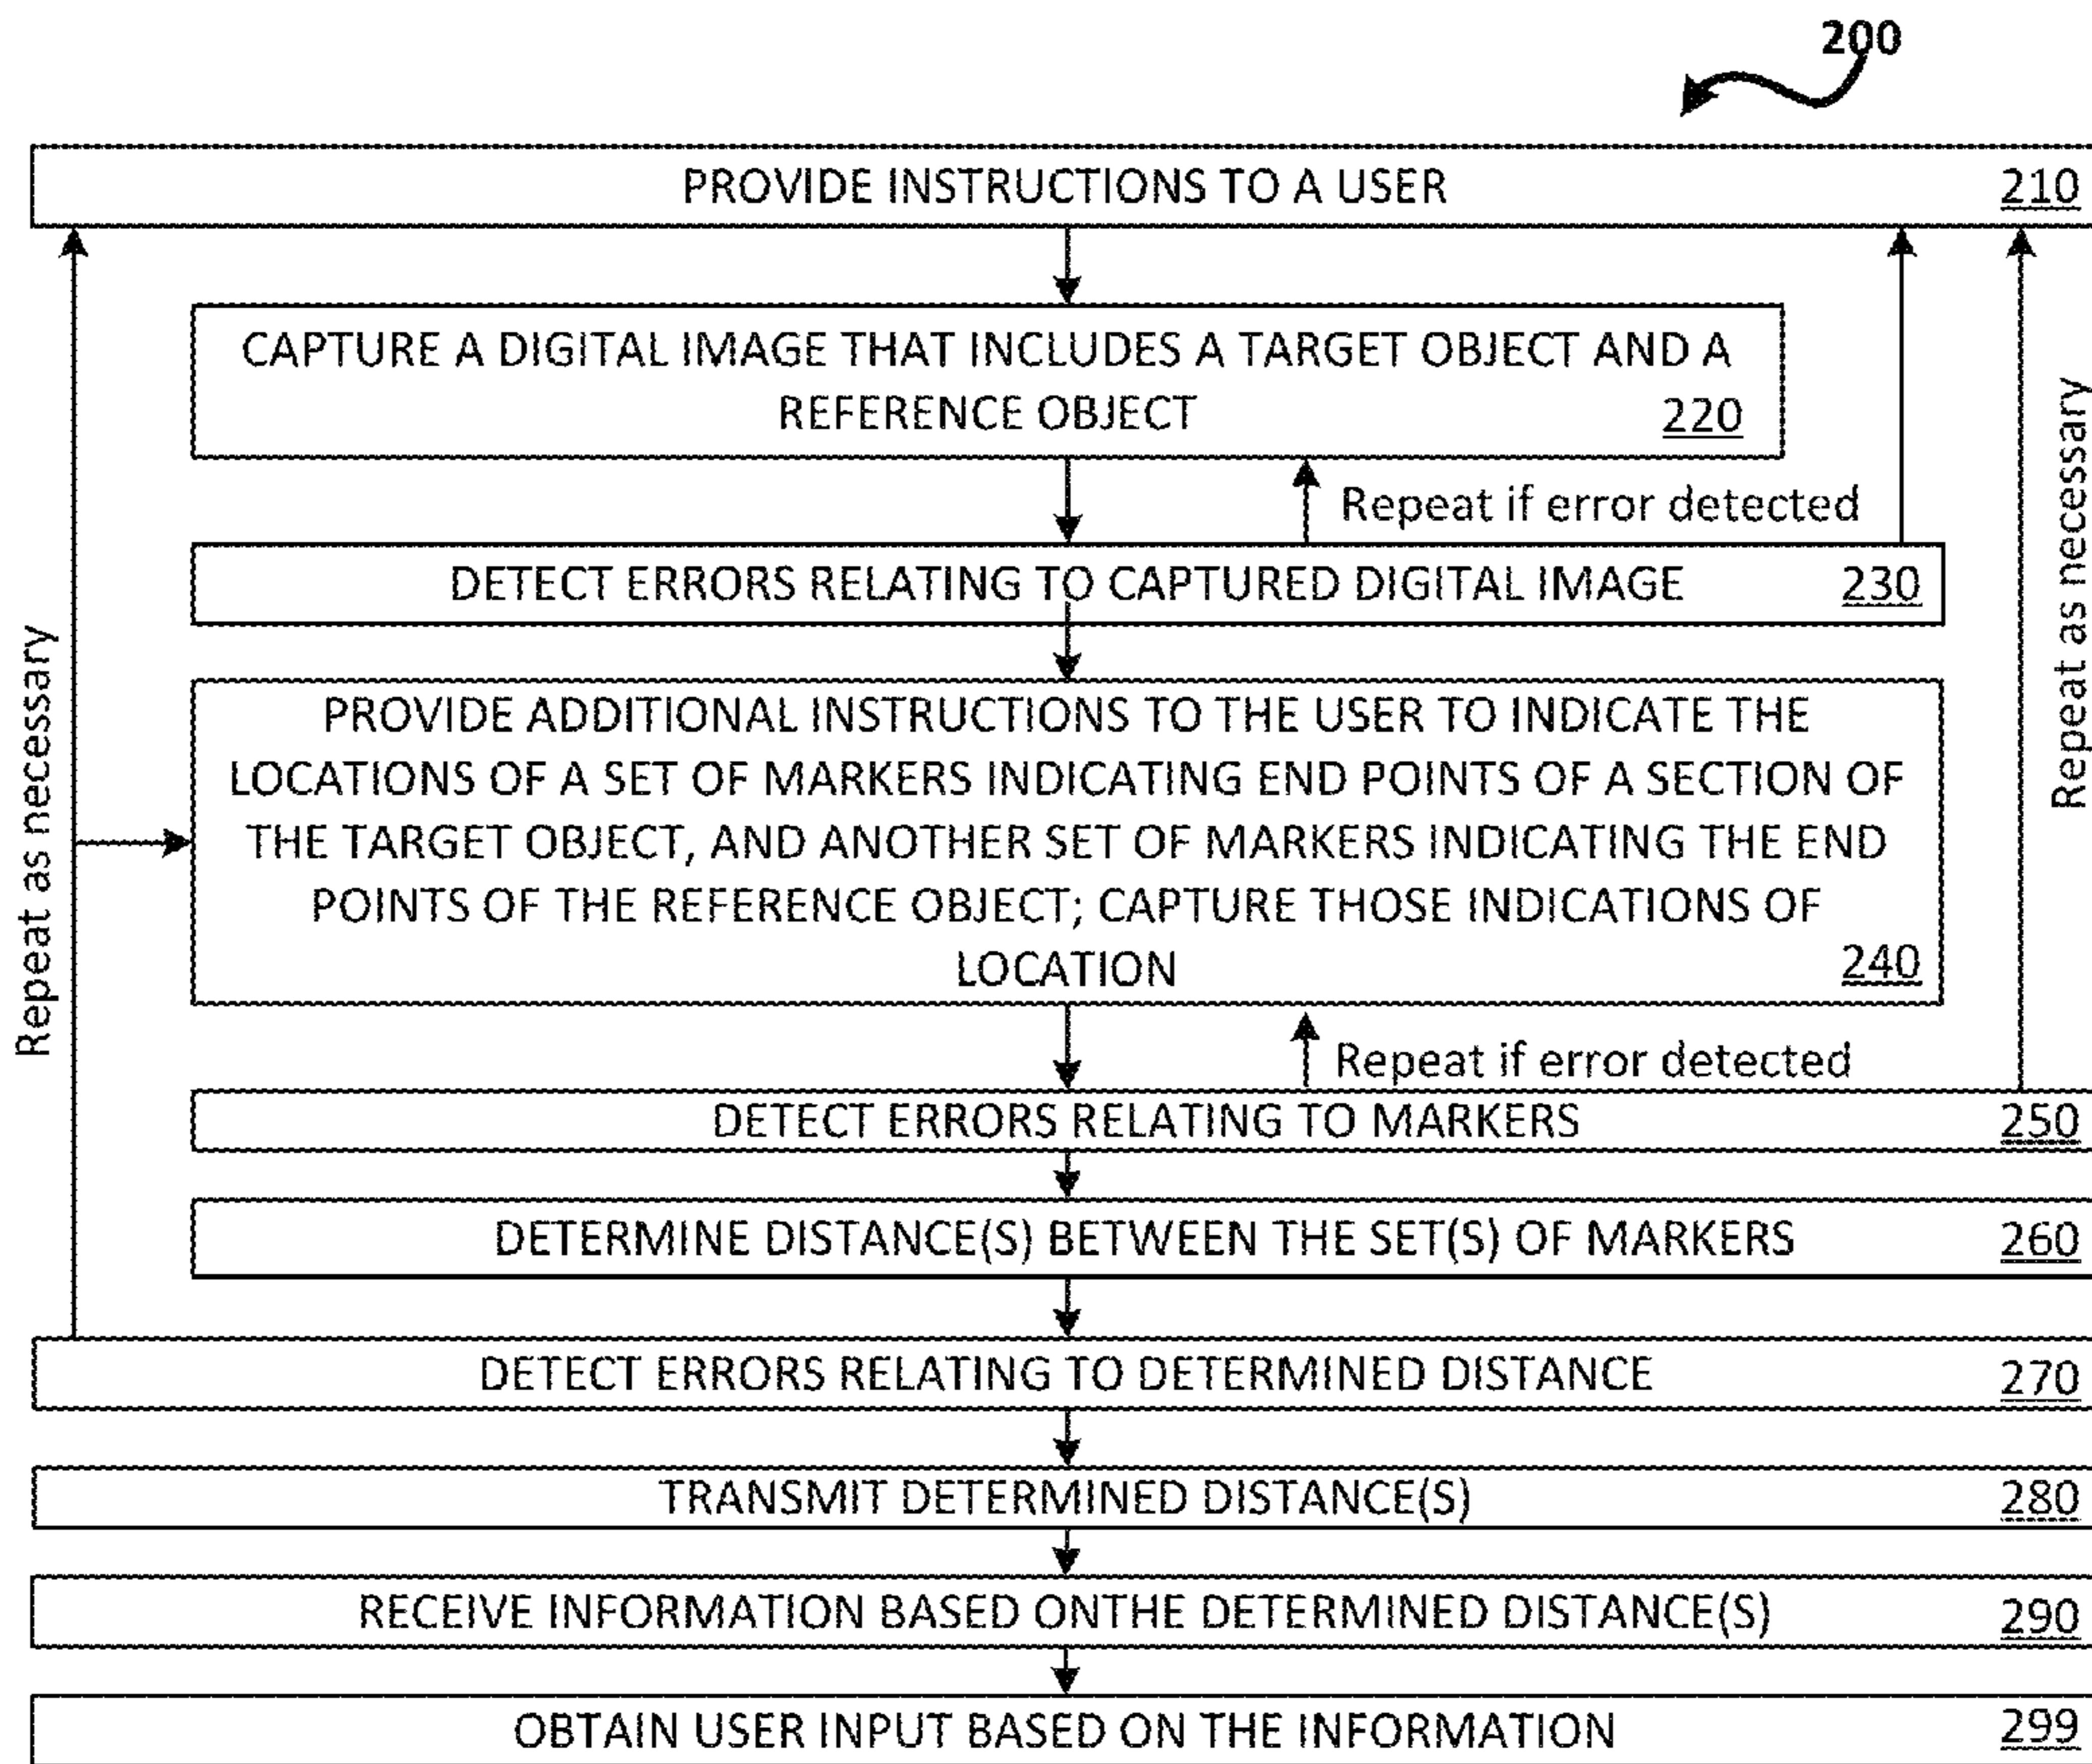 200
PROVIDE INSTRUCTIONS TO A USER 210
CAPTURE A DIGITAL IMAGE THAT INCLUDES A TARGET OBJECT AND A
REFERENCE OBJECT 220
Repeat if error detected
DETECT ERRORS RELATING TO CAPTURED DIGITAL IMAGE 230
Repeat as necessary
Repeat as necessary
PROVIDE ADDITIONAL INSTRUCTIONS TO THE USER TO INDICATE THE
LOCATIONS OF A SET OF MARKERS INDICATING END POINTS OF A SECTION OF
THE TARGET OBJECT, AND ANOTHER SET OF MARKERS INDICATING THE END
POINTS OF THE REFERENCE OBJECT; CAPTURE THOSE INDICATIONS OF
LOCATION 240
Repeat if error detected
DETECT ERRORS RELATING TO MARKERS 250
DETERMINE DISTANCE(S) BETWEEN THE SET(S) OF MARKERS 260
DETECT ERRORS RELATING TO DETERMINED DISTANCE 270
TRANSMIT DETERMINED DISTANCE(S) 280
RECEIVE INFORMATION BASED ONTHE DETERMINED DISTANCE(S) 290
OBTAIN USER INPUT BASED ON THE INFORMATION 299